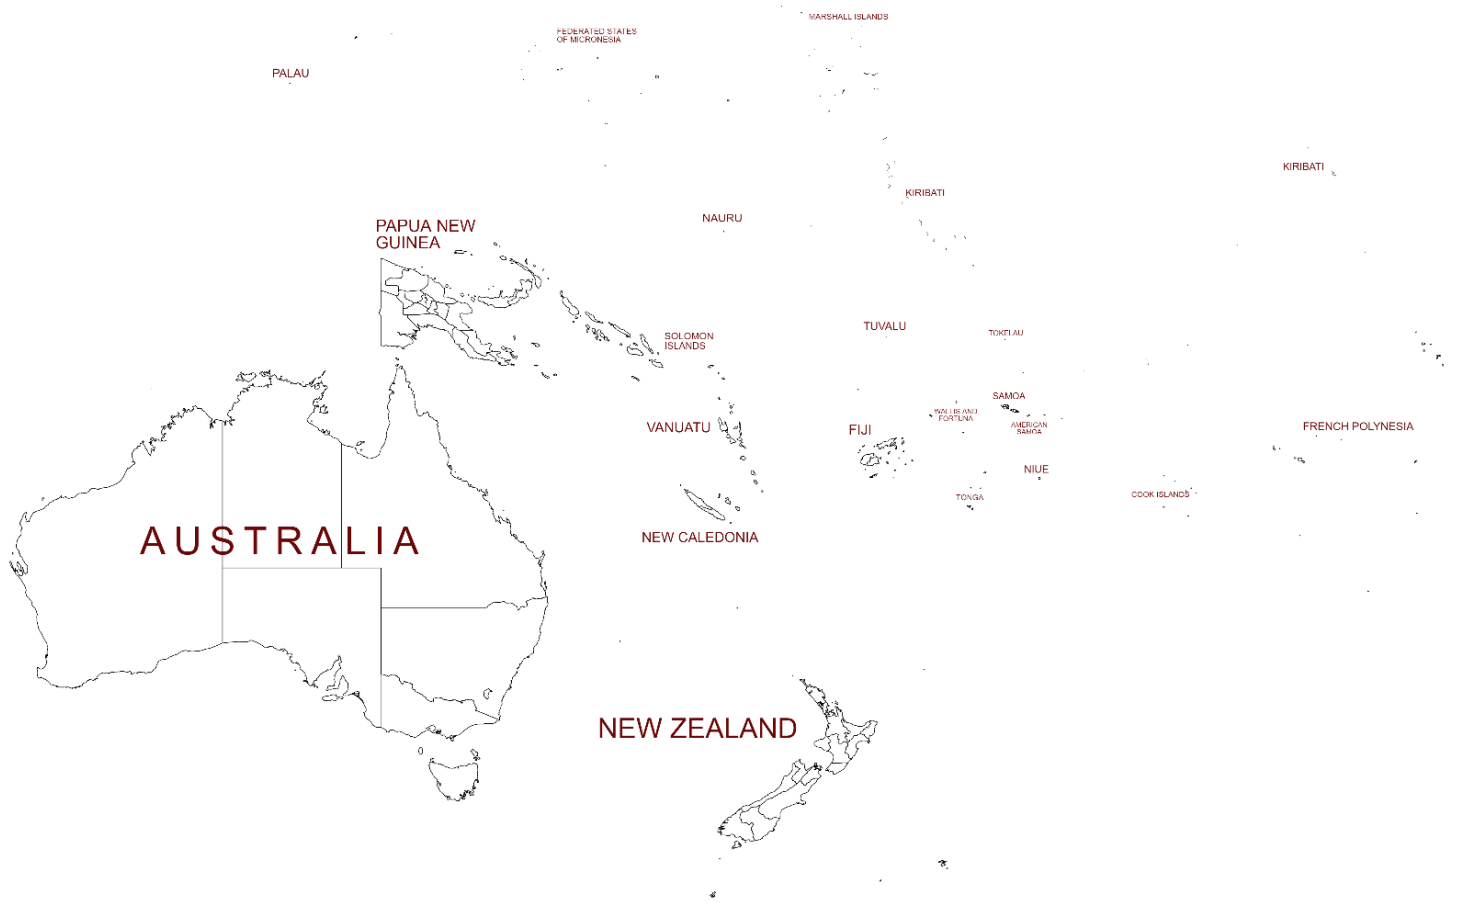 MARSHALL ISLANDS
FEDERATED STATES
OF MICRONESIA
PALAU
KIRIBATI
KIRIBATI
NAURU
PAPUA NEW
GUINEA
TUVALU
TOKELAU
SOLOMON
ISLANDS
SAMOA
WALLIS AND
FORTUNA
AMERICAN
SAMOA
VANUATU
FIJI
FRENCH POLYNESIA
NIUE
TONGA
COOK ISLANDS
NEW CALEDONIA
AUSTRALIA
NEW ZEALAND